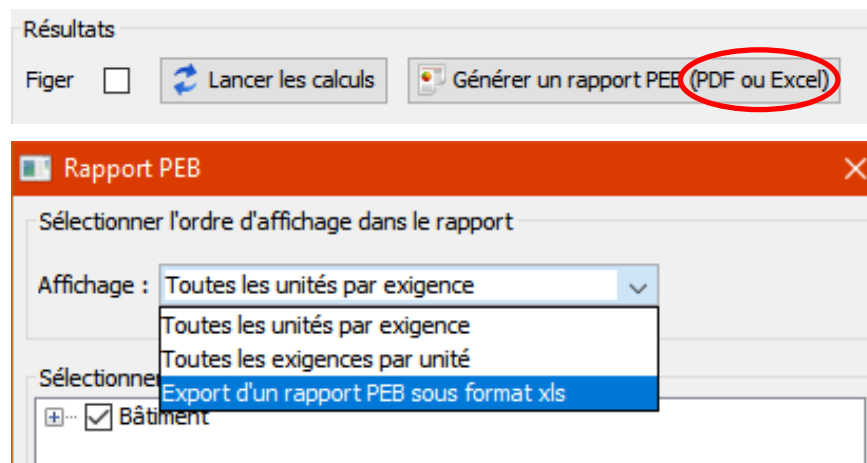 Résultats
Figer Lancer les calculs Générer un rapport PEB (PDF ou Excel)
Rapport PEB
Sélectionner l'ordre d'affichage dans le rapport
Affichage : Toutes les unités par exigence
Toutes les unités par exigence
Toutes les exigences par unité
Sélectionne
Export d'un rapport PEB sous format xls
Bâtiment